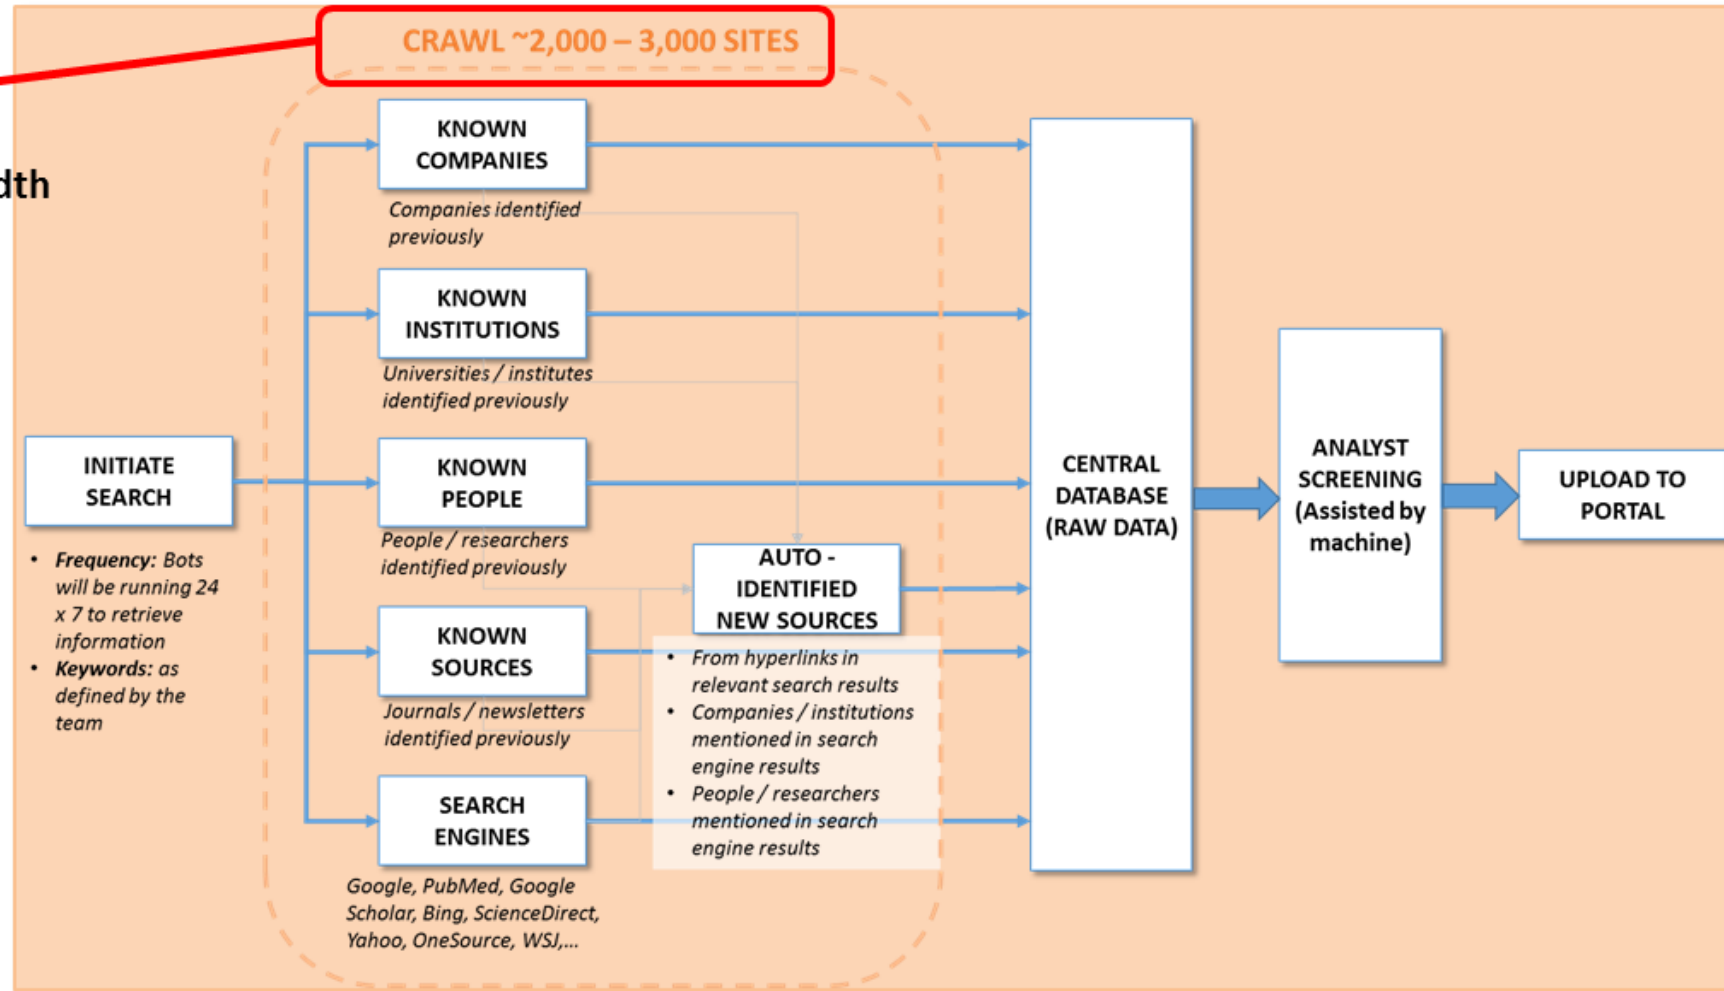 CRAWL ~2,000 – 3,000 SITES
KNOWN
COMPANIES
Companies identified
previously
KNOWN
INSTITUTIONS
Universities / institutes
identified previously
INITIATE
SEARCH
• Frequency: Bots
will be running 24
x 7 to retrieve
information
• Keywords: as
defined by the
team
KNOWN
PEOPLE
People / researchers
identified previously
KNOWN
SOURCES
Journals / newsletters
identified previously
SEARCH
ENGINES
Google, PubMed, Google
Scholar, Bing, ScienceDirect,
Yahoo, OneSource, WSJ,...
AUTO -
IDENTIFIED
NEW SOURCES
• From hyperlinks in
relevant search results
• Companies / institutions
mentioned in search
engine results
• People / researchers
mentioned in search
engine results
CENTRAL
DATABASE
(RAW DATA)
ANALYST
SCREENING
(Assisted by
machine)
UPLOAD TO
PORTAL